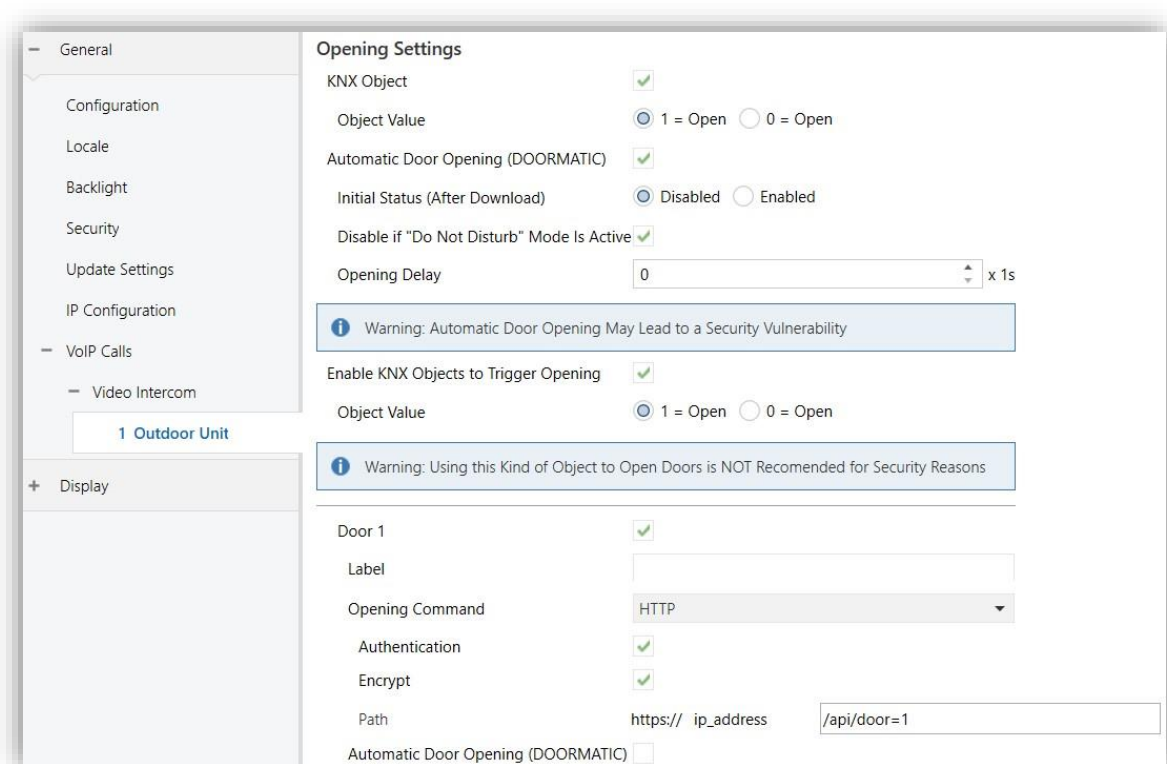 General
Configuration
Locale
Backlight
Security
Update Settings
IP Configuration
VoIP Calls
Video Intercom
1 Outdoor Unit
Display
Opening Settings
KNX Object
Object Value 1 = Open 0 = Open
Automatic Door Opening (DOORMATIC)
Initial Status (After Download) Disabled Enabled
Disable if "Do Not Disturb" Mode Is Active
Opening Delay 0 x 1s
Warning: Automatic Door Opening May Lead to a Security Vulnerability
Enable KNX Objects to Trigger Opening
Object Value 1 = Open 0 = Open
Warning: Using this Kind of Object to Open Doors is NOT Recomended for Security Reasons
Door 1
Label
Opening Command HTTP
Authentication
Encrypt
Path https:// ip_address /api/door=1
Automatic Door Opening (DOORMATIC)